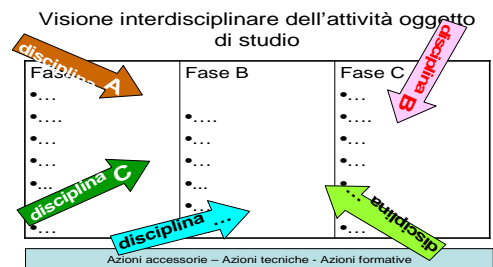 Visione interdisciplinare dell'attività oggetto
di studio
disciplina A
disciplina B
Fase B
Fase C
•...
•....
•...
•...
•...
•...
•...
•....
•...
•...
•...
•...
•...
•....
•...
•...
•...
disciplina C
disciplina ...
disciplina ...
Azioni accessorie – Azioni tecniche - Azioni formative